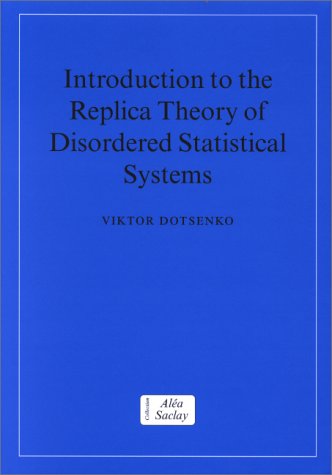 Introduction to the
Replica Theory of
Disordered Statistical
Systems
VIKTOR DOTSENKO
Collection
Aléa
Saclay